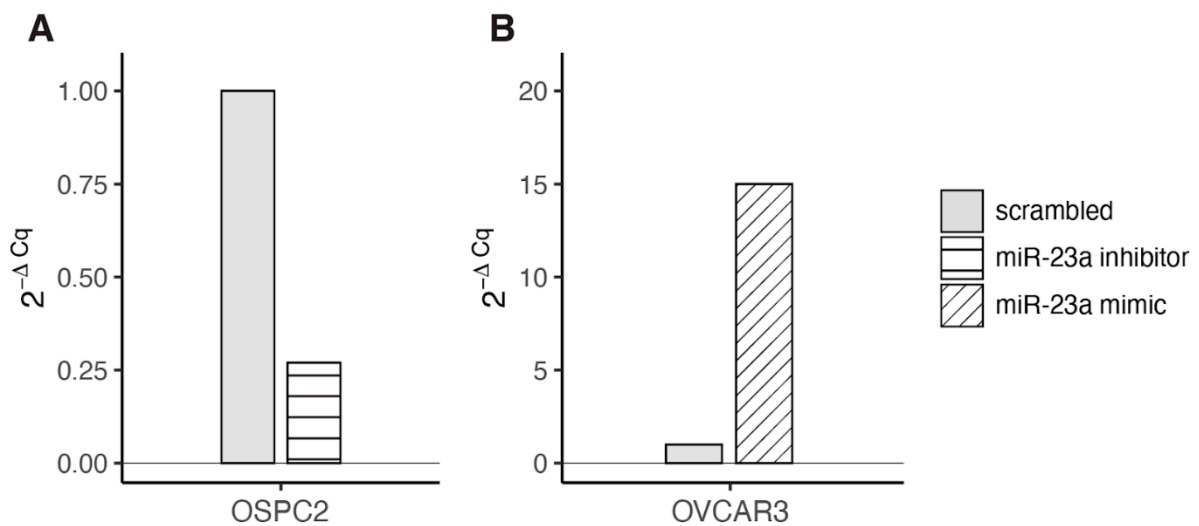 A
1.00
0.75
0.50
0.25
0.00
2^−Δ Cq
OSPC2
B
20
15
10
5
0
2^−Δ Cq
OVCAR3
scrambled
miR-23a inhibitor
miR-23a mimic